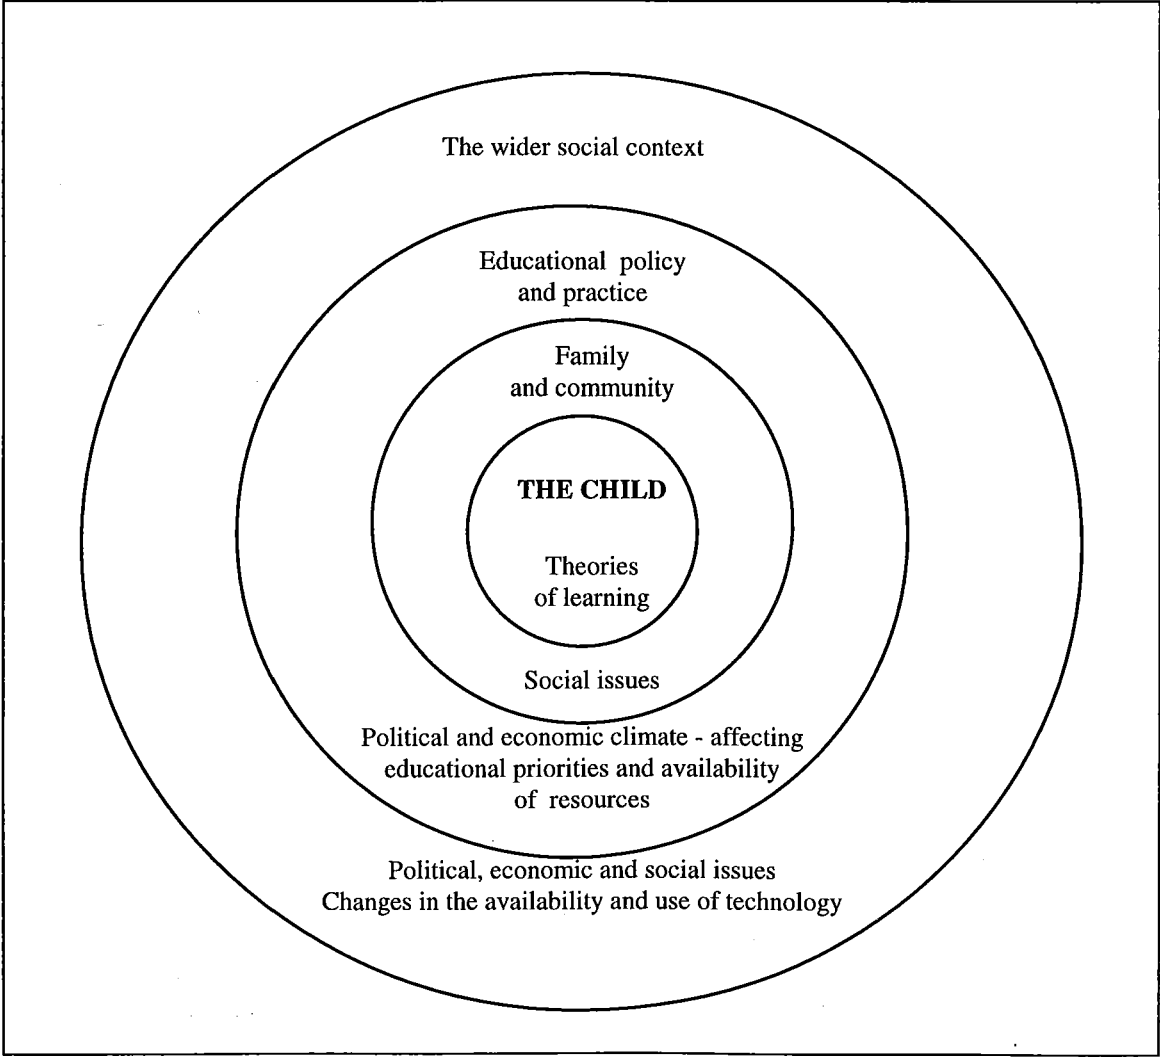 The wider social context
Educational policy
and practice
Family
and community
THE CHILD
Theories
of learning
Social issues
Political and economic climate - affecting
educational priorities and availability
of resources
Political, economic and social issues
Changes in the availability and use of technology